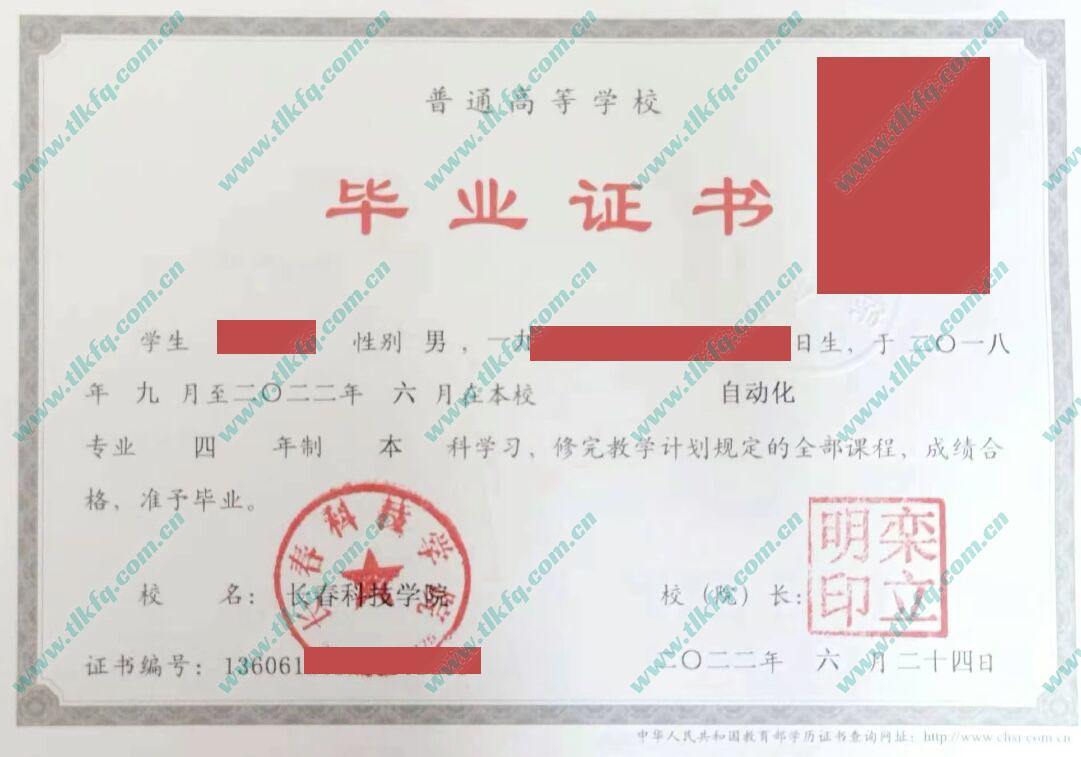 普通高等学校
毕业证书
学生 性别 男，一九 日生，于二〇一八
年 九 月至二〇二二年 六 月在本校 自动化
专业 四 年制 本 科学习，修完教学计划规定的全部课程，成绩合
格，准予毕业。
长春科技学院
校 名： 长春科技学院
校（院）长：
栾立明印
证书编号：136061
二〇二二年 六 月二十四日
中华人民共和国教育部学历证书查询网址：http://www.chsi.com.cn
www.tlkfq.com.cn